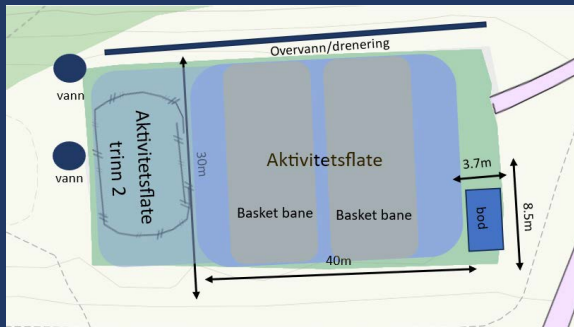 Overvann/drenering
vann
vann
Aktivitetsflate
trinn 2
30m
Aktivitetsflate
Basket bane
Basket bane
3.7m
bod
8.5m
40m